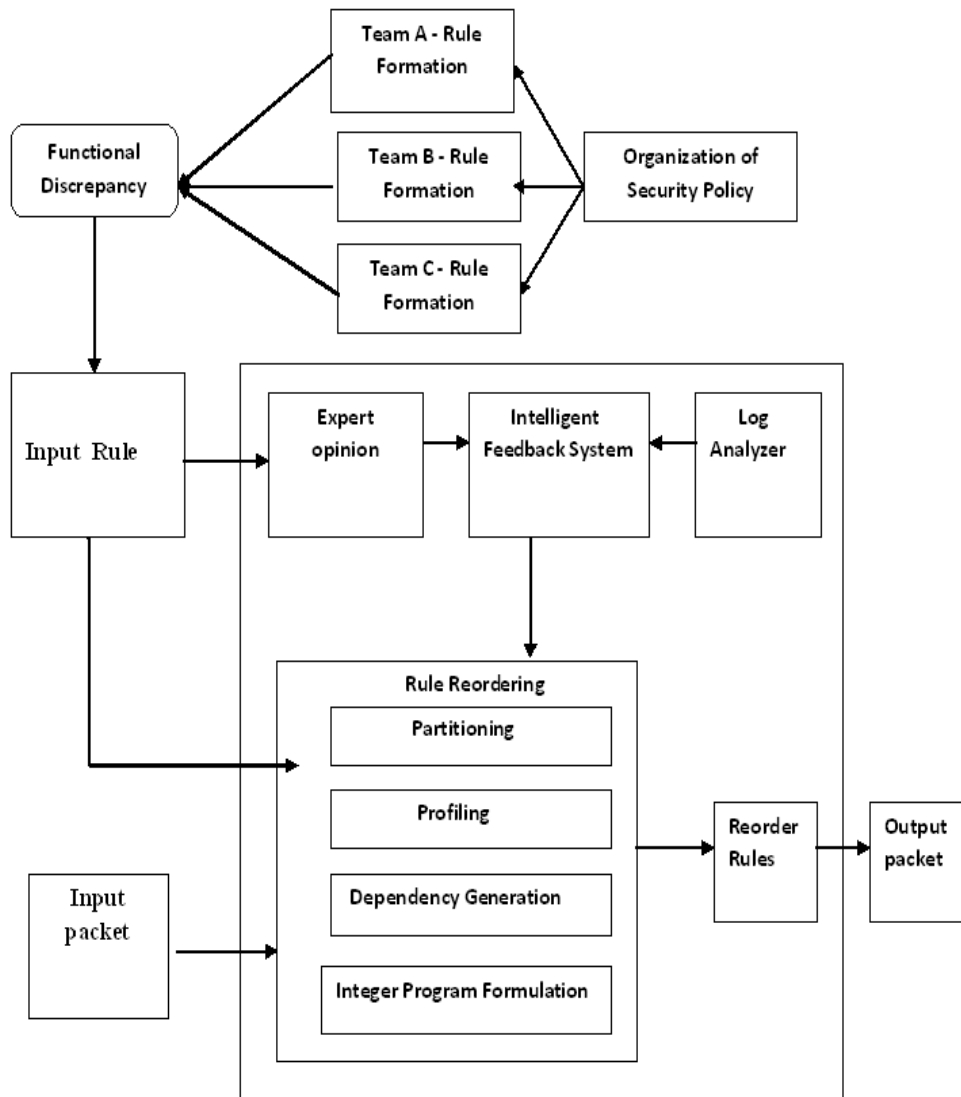 Team A - Rule
Formation
Functional
Discrepancy
Team B - Rule
Formation
Organization of
Security Policy
Team C - Rule
Formation
Input Rule
Expert
opinion
Intelligent
Feedback System
Log
Analyzer
Rule Reordering
Partitioning
Profiling
Dependency Generation
Integer Program Formulation
Input
packet
Reorder
Rules
Output
packet